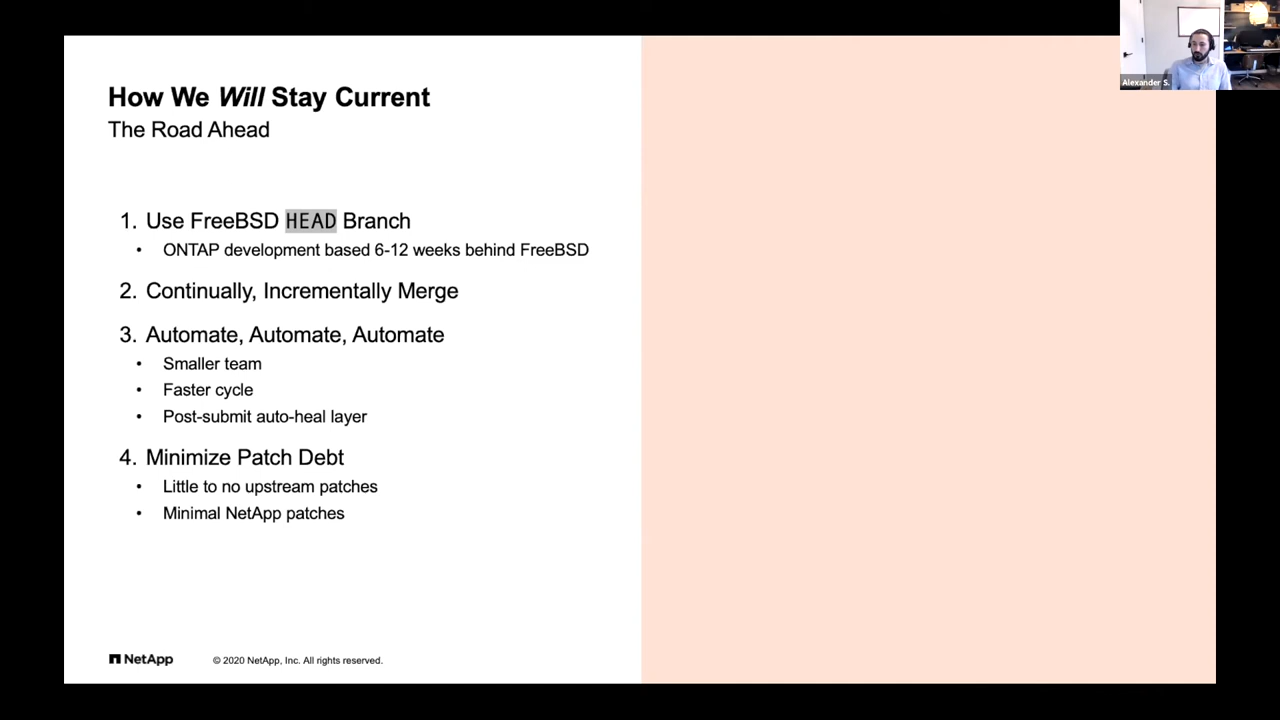 Alexander S.
How We Will Stay Current
The Road Ahead
1. Use FreeBSD HEAD Branch
• ONTAP development based 6-12 weeks behind FreeBSD
2. Continually, Incrementally Merge
3. Automate, Automate, Automate
• Smaller team
• Faster cycle
• Post-submit auto-heal layer
4. Minimize Patch Debt
• Little to no upstream patches
• Minimal NetApp patches
NetApp © 2020 NetApp, Inc. All rights reserved.